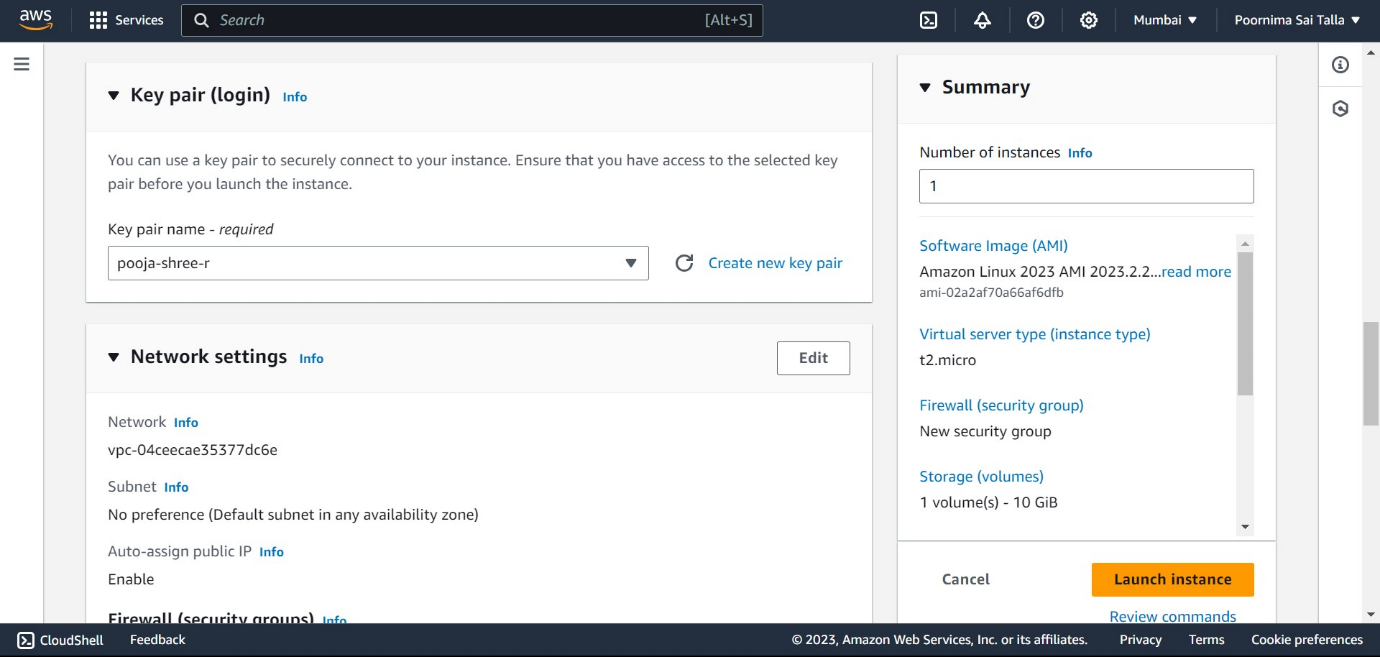 aws
Services
Search
[Alt+S]
Mumbai ▼
Poornima Sai Talla ▼
Key pair (login) Info
You can use a key pair to securely connect to your instance. Ensure that you have access to the selected key
pair before you launch the instance.
Key pair name - required
pooja-shree-r
Create new key pair
Network settings Info
Edit
Network Info
vpc-04ceecae35377dc6e
Subnet Info
No preference (Default subnet in any availability zone)
Auto-assign public IP Info
Enable
Firewall (security groups) Info
Summary
Number of instances Info
1
Software Image (AMI)
Amazon Linux 2023 AMI 2023.2.2...read more
ami-02a2af70a66af6dfb
Virtual server type (instance type)
t2.micro
Firewall (security group)
New security group
Storage (volumes)
1 volume(s) - 10 GiB
Cancel
Launch instance
Review commands
CloudShell
Feedback
© 2023, Amazon Web Services, Inc. or its affiliates.
Privacy
Terms
Cookie preferences